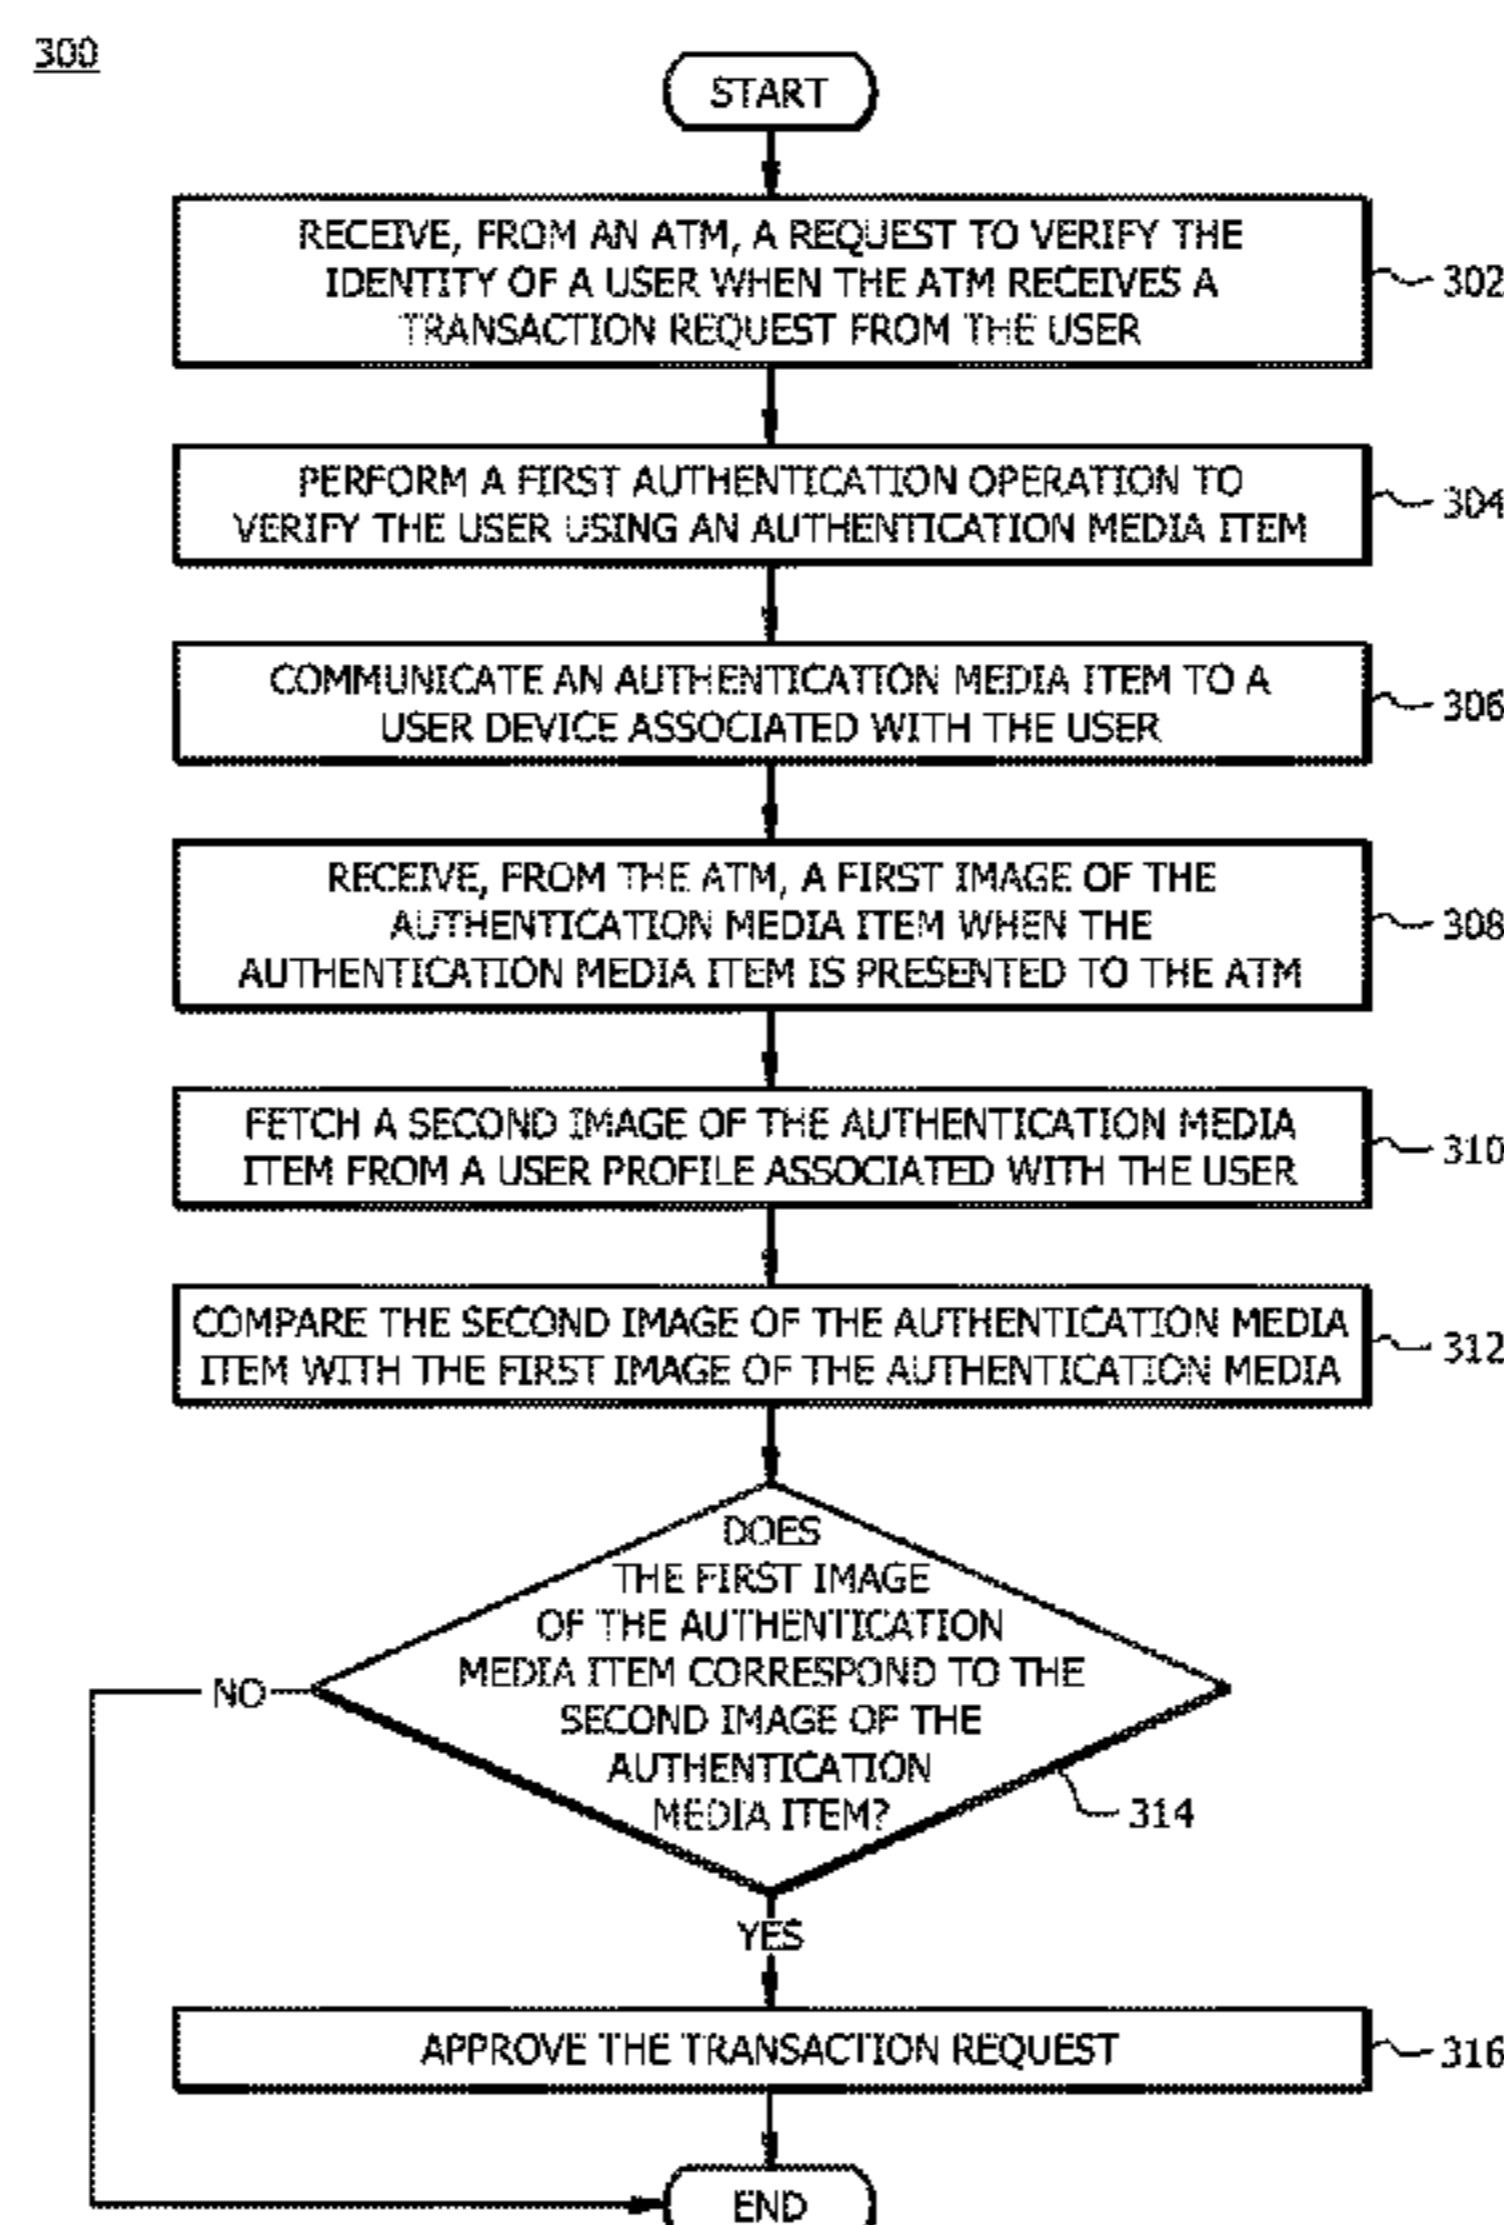 300
START
RECEIVE, FROM AN ATM, A REQUEST TO VERIFY THE
IDENTITY OF A USER WHEN THE ATM RECEIVES A
TRANSACTION REQUEST FROM THE USER
302
PERFORM A FIRST AUTHENTICATION OPERATION TO
VERIFY THE USER USING AN AUTHENTICATION MEDIA ITEM
304
COMMUNICATE AN AUTHENTICATION MEDIA ITEM TO A
USER DEVICE ASSOCIATED WITH THE USER
306
RECEIVE, FROM THE ATM, A FIRST IMAGE OF THE
AUTHENTICATION MEDIA ITEM WHEN THE
AUTHENTICATION MEDIA ITEM IS PRESENTED TO THE ATM
308
FETCH A SECOND IMAGE OF THE AUTHENTICATION MEDIA
ITEM FROM A USER PROFILE ASSOCIATED WITH THE USER
310
COMPARE THE SECOND IMAGE OF THE AUTHENTICATION MEDIA
ITEM WITH THE FIRST IMAGE OF THE AUTHENTICATION MEDIA
312
DOES
THE FIRST IMAGE
OF THE AUTHENTICATION
MEDIA ITEM CORRESPOND TO THE
SECOND IMAGE OF THE
AUTHENTICATION
MEDIA ITEM?
NO
314
YES
APPROVE THE TRANSACTION REQUEST
316
END